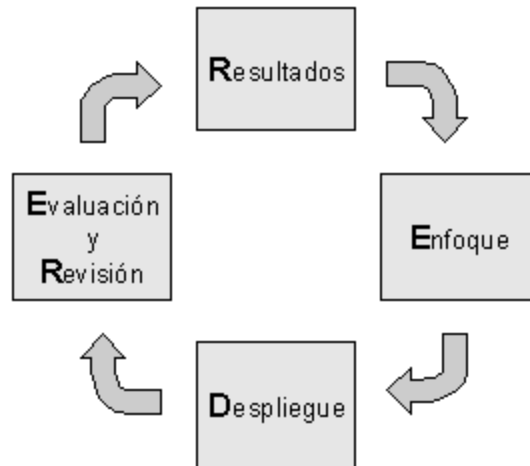 Resultados
Evaluación
y
Revisión
Enfoque
Despliegue